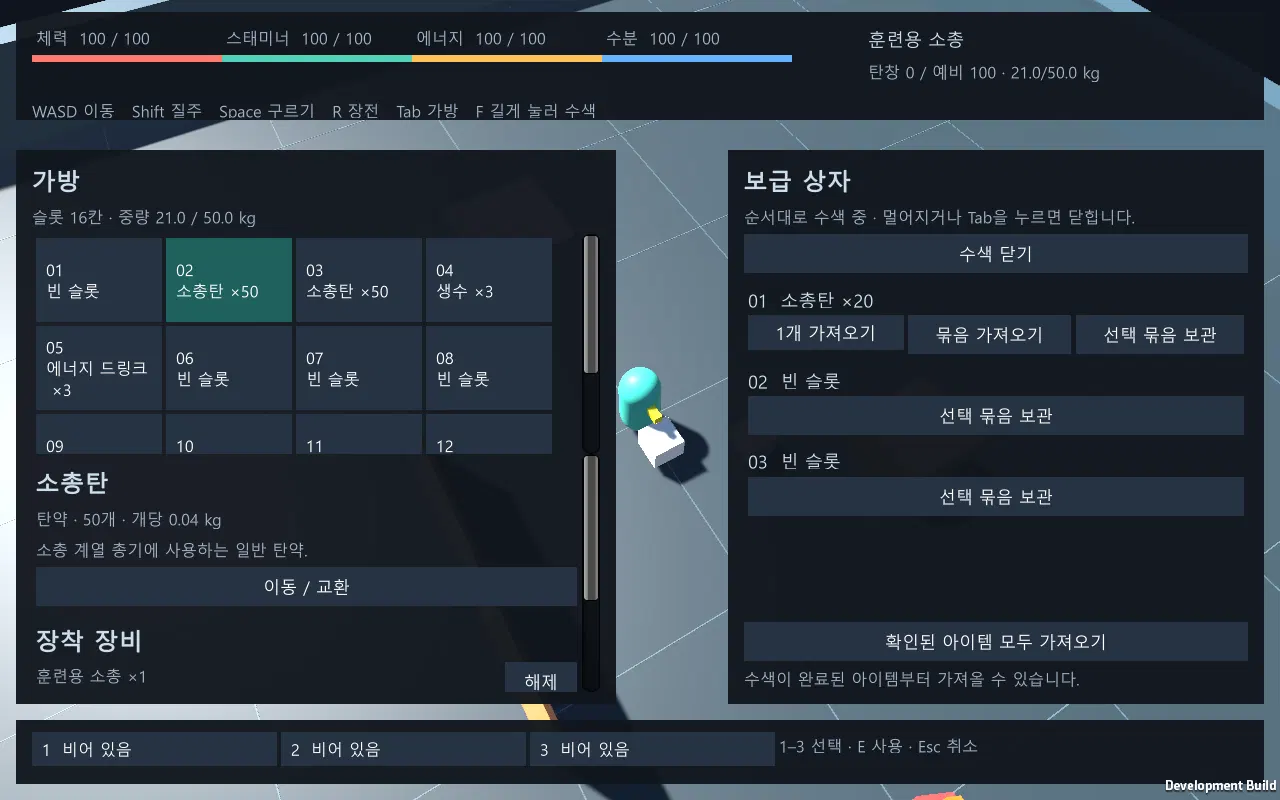 체력 100 / 100
스태미너 100 / 100
에너지 100 / 100
수분 100 / 100
훈련용 소총
탄창 0 / 예비 100 · 21.0/50.0 kg
WASD 이동 Shift 질주 Space 구르기 R 장전 Tab 가방 F 길게 눌러 수색
가방
슬롯 16칸 · 중량 21.0 / 50.0 kg
01
빈 슬롯
02
소총탄 ×50
03
소총탄 ×50
04
생수 ×3
05
에너지 드링크
×3
06
빈 슬롯
07
빈 슬롯
08
빈 슬롯
09
10
11
12
소총탄
탄약 · 50개 · 개당 0.04 kg
소총 계열 총기에 사용하는 일반 탄약.
이동 / 교환
장착 장비
훈련용 소총 ×1
해제
보급 상자
순서대로 수색 중 · 멀어지거나 Tab을 누르면 닫힙니다.
수색 닫기
01 소총탄 ×20
1개 가져오기
묶음 가져오기
선택 묶음 보관
02 빈 슬롯
선택 묶음 보관
03 빈 슬롯
선택 묶음 보관
확인된 아이템 모두 가져오기
수색이 완료된 아이템부터 가져올 수 있습니다.
1 비어 있음
2 비어 있음
3 비어 있음
1–3 선택 · E 사용 · Esc 취소
Development Build